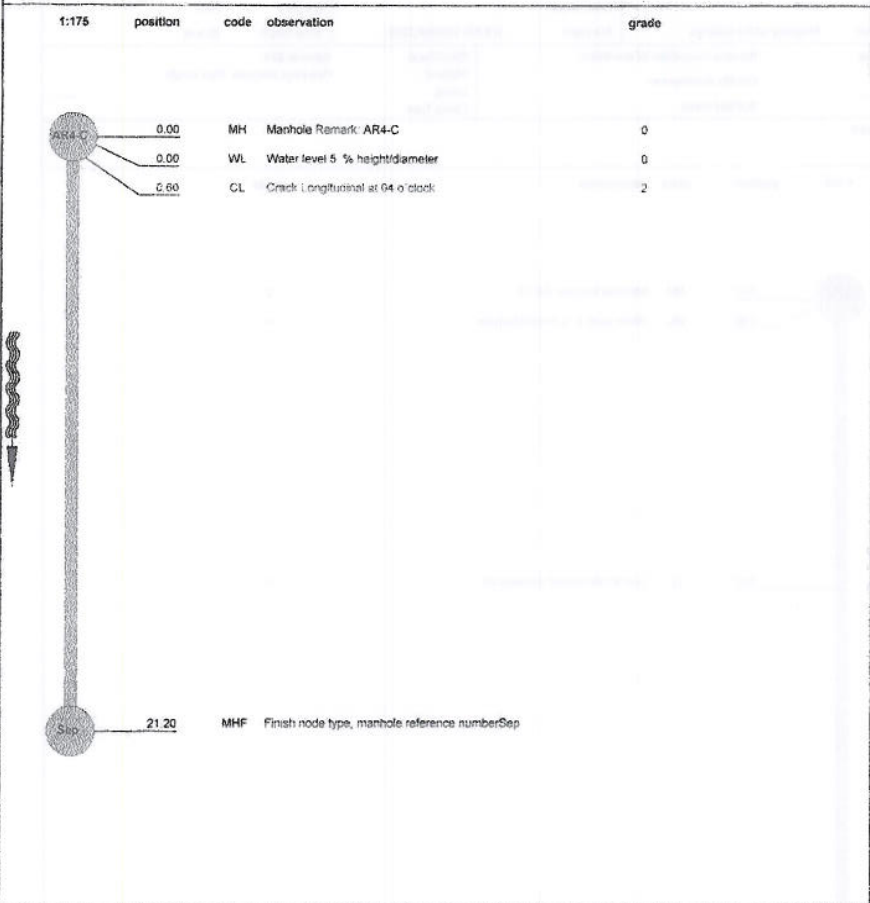 1:175 position code observation grade
AR4-C 0.00 MH Manhole Remark: AR4-C 0
0.00 WL Water level 5 % height/diameter 0
0.60 CL Crack Longitudinal at 04 o'clock 2
Sep 21.20 MHF Finish node type, manhole reference numberSep